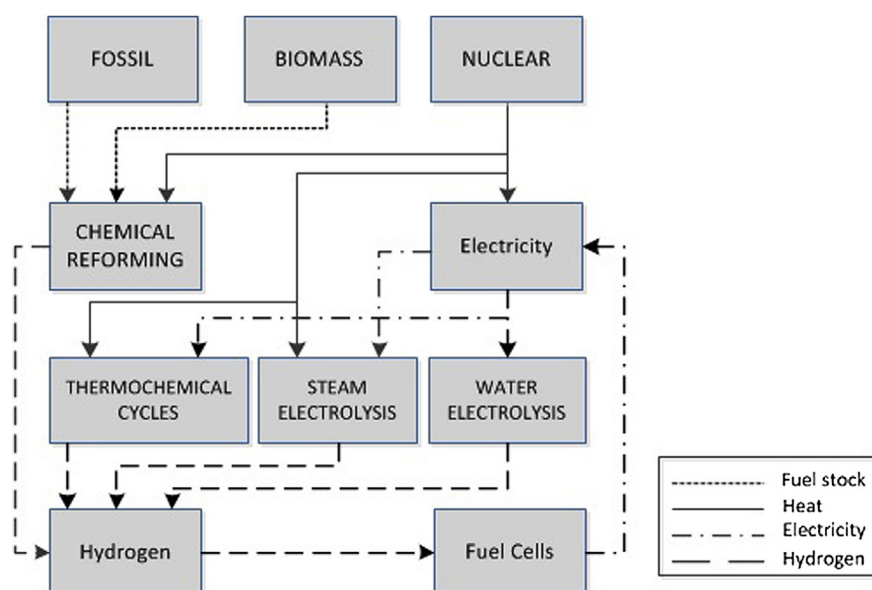 FOSSIL
BIOMASS
NUCLEAR
CHEMICAL
REFORMING
Electricity
THERMOCHEMICAL
CYCLES
STEAM
ELECTROLYSIS
WATER
ELECTROLYSIS
Hydrogen
Fuel Cells
Fuel stock
Heat
Electricity
Hydrogen